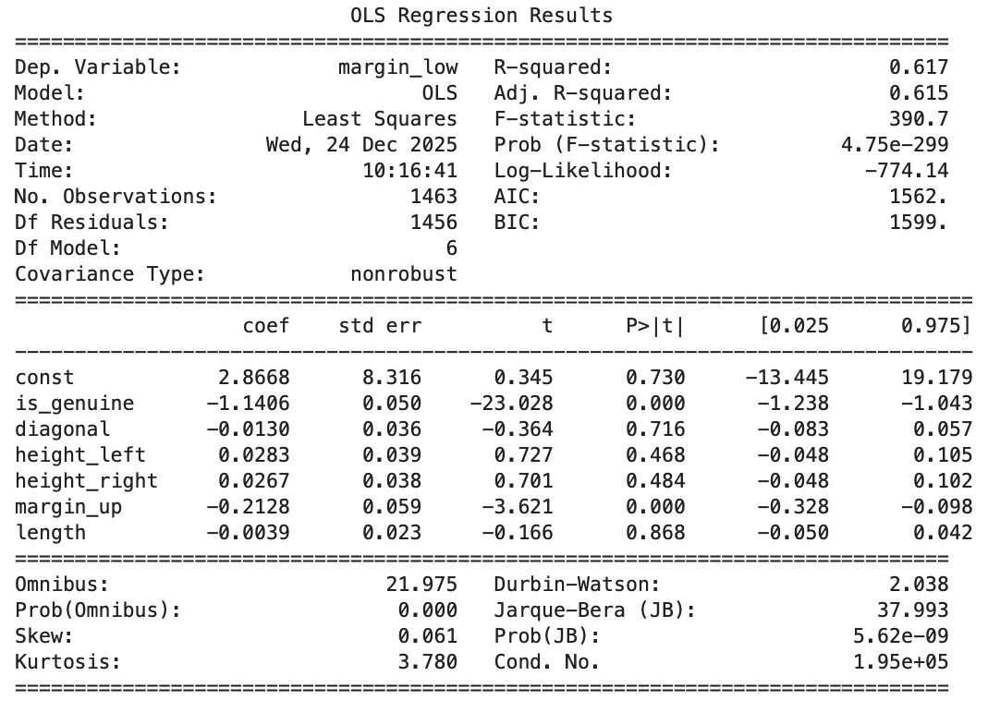 OLS Regression Results
==============================================================================
Dep. Variable:             margin_low   R-squared:                       0.617
Model:                            OLS   Adj. R-squared:                  0.615
Method:                 Least Squares   F-statistic:                     390.7
Date:                Wed, 24 Dec 2025   Prob (F-statistic):          4.75e-299
Time:                        10:16:41   Log-Likelihood:                -774.14
No. Observations:                1463   AIC:                             1562.
Df Residuals:                    1456   BIC:                             1599.
Df Model:                           6
Covariance Type:            nonrobust
================================================================================
                   coef    std err          t      P>|t|      [0.025      0.975]
--------------------------------------------------------------------------------
const            2.8668      8.316      0.345      0.730     -13.445      19.179
is_genuine      -1.1406      0.050    -23.028      0.000      -1.238      -1.043
diagonal        -0.0130      0.036     -0.364      0.716      -0.083       0.057
height_left      0.0283      0.039      0.727      0.468      -0.048       0.105
height_right     0.0267      0.038      0.701      0.484      -0.048       0.102
margin_up       -0.2128      0.059     -3.621      0.000      -0.328      -0.098
length          -0.0039      0.023     -0.166      0.868      -0.050       0.042
==============================================================================
Omnibus:                       21.975   Durbin-Watson:                   2.038
Prob(Omnibus):                  0.000   Jarque-Bera (JB):               37.993
Skew:                           0.061   Prob(JB):                     5.62e-09
Kurtosis:                       3.780   Cond. No.                     1.95e+05
==============================================================================